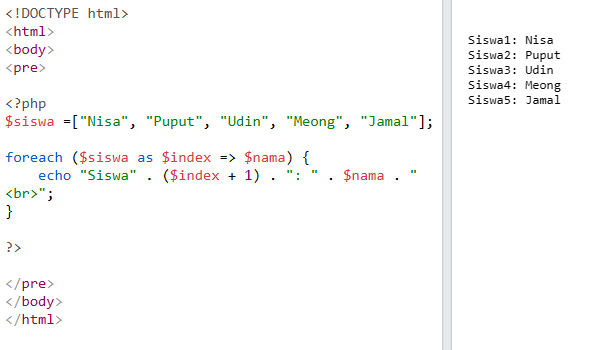 <!DOCTYPE html>
<html>
<body>
<pre>
<?php
$siswa =["Nisa", "Puput", "Udin", "Meong", "Jamal"];
foreach ($siswa as $index => $nama) {
    echo "Siswa" . ($index + 1) . ": " . $nama . "
<br>";
}
?>
</pre>
</body>
</html>
Siswa1: Nisa
Siswa2: Puput
Siswa3: Udin
Siswa4: Meong
Siswa5: Jamal